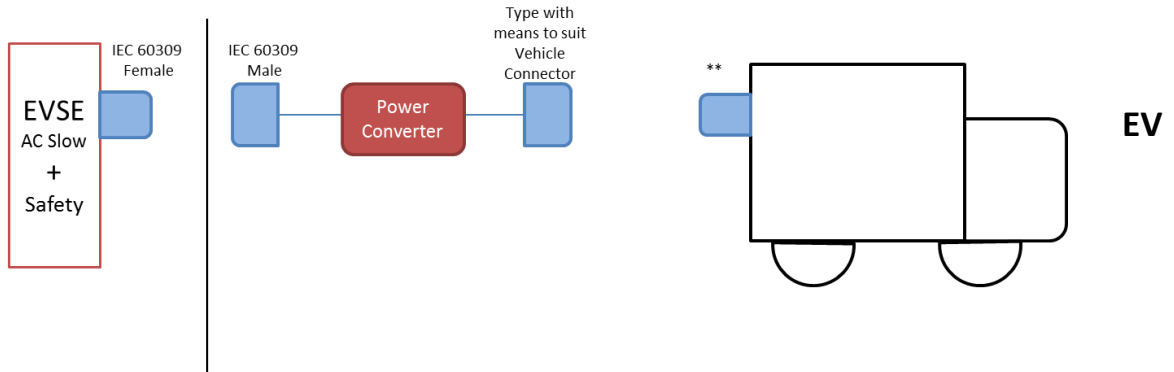 IEC 60309
Female
EVSE
AC Slow
+
Safety
IEC 60309
Male
Power
Converter
Type with
means to suit
Vehicle
Connector
**
EV